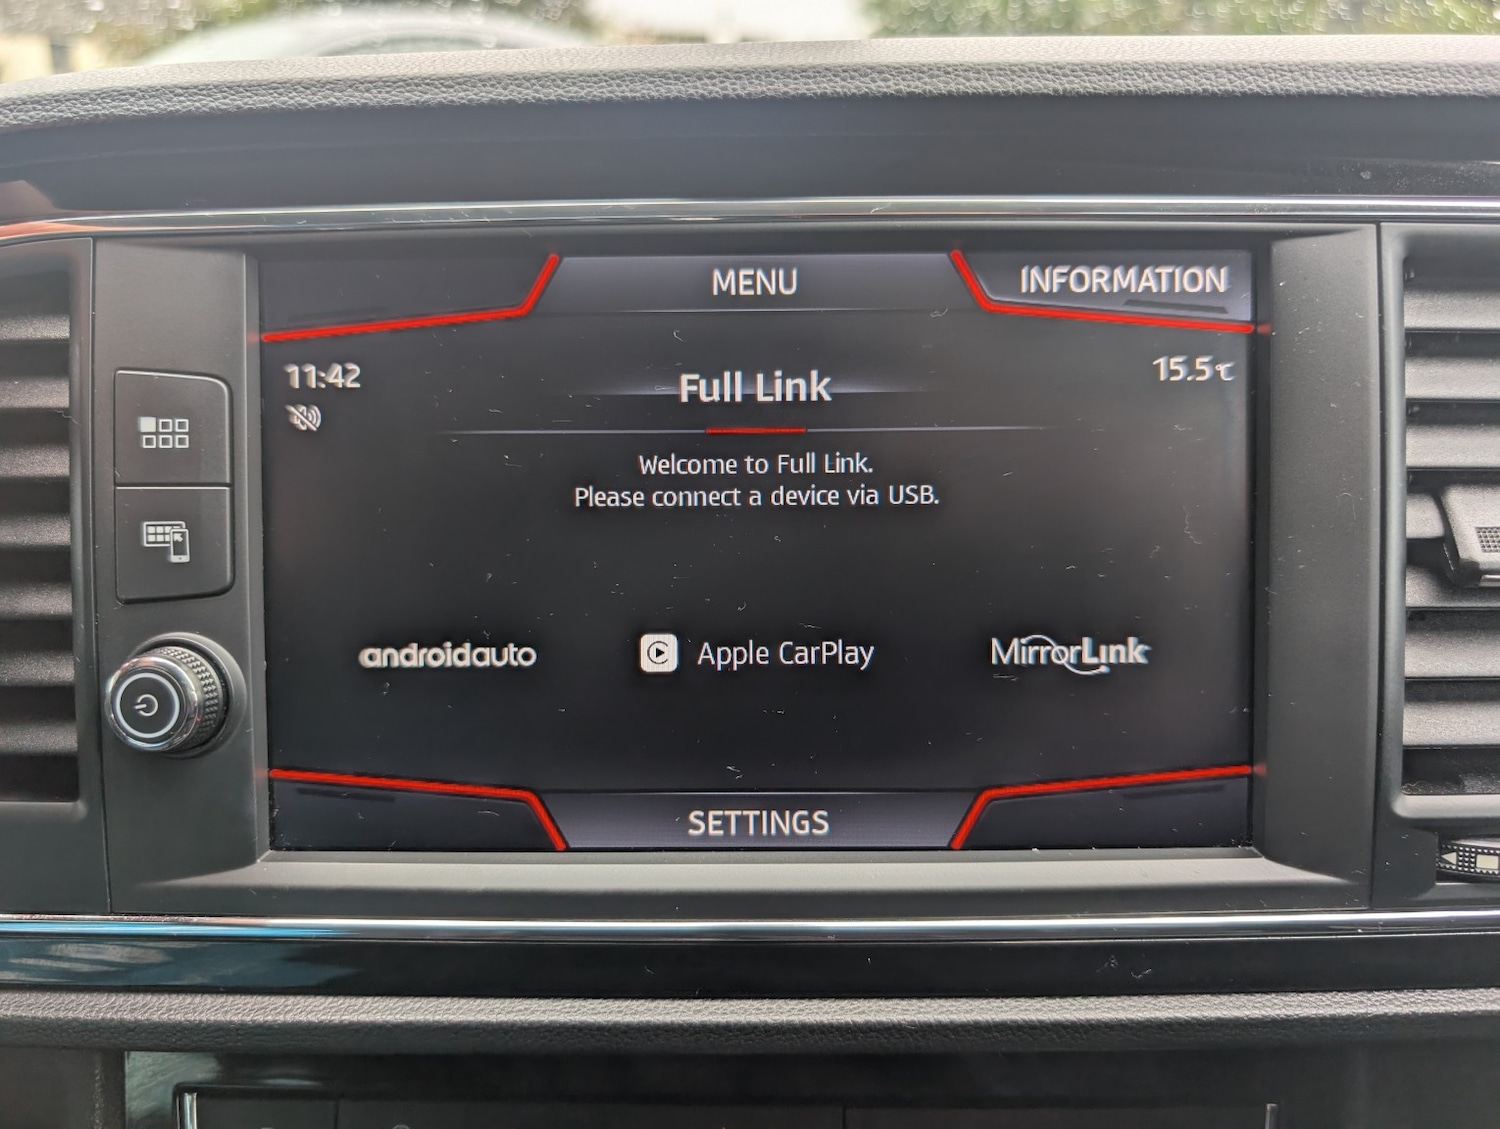 MENU
INFORMATION
11:42
15.5℃
Full Link
Welcome to Full Link.
Please connect a device via USB.
androidauto
Apple CarPlay
MirrorLink
SETTINGS